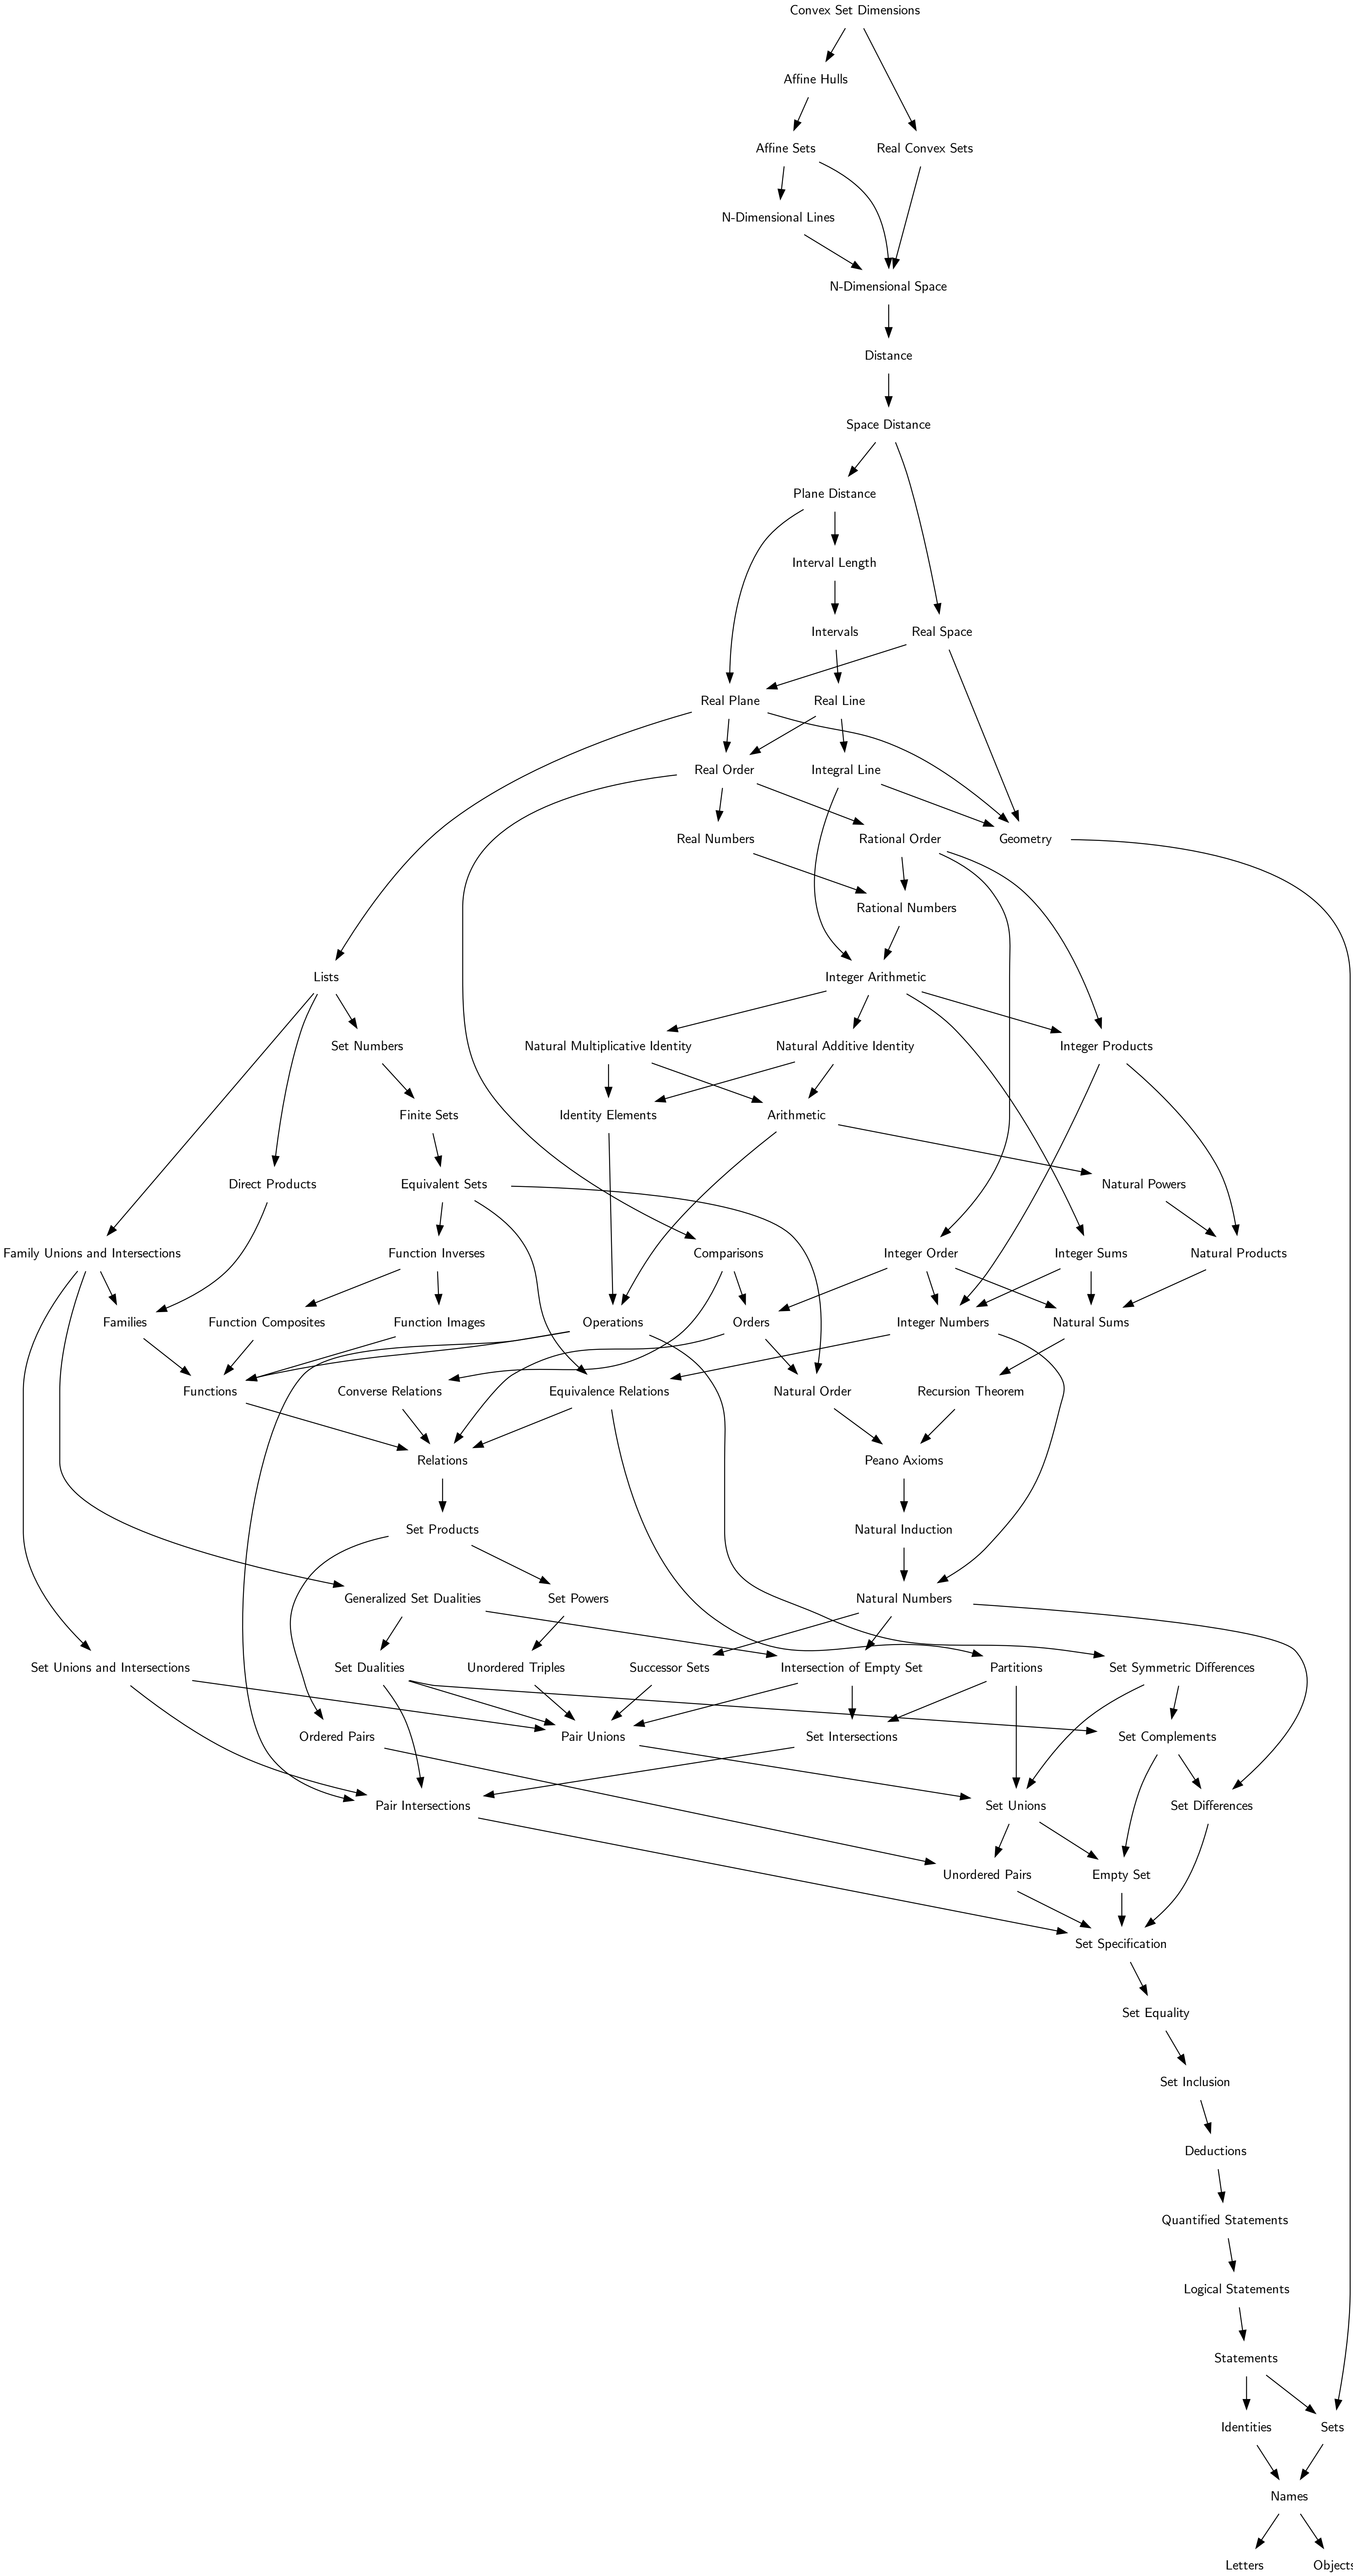 Convex Set Dimensions
Affine Hulls
Affine Sets
Real Convex Sets
N-Dimensional Lines
N-Dimensional Space
Distance
Space Distance
Plane Distance
Interval Length
Intervals
Real Space
Real Plane
Real Line
Real Order
Integral Line
Real Numbers
Rational Order
Geometry
Rational Numbers
Lists
Integer Arithmetic
Set Numbers
Natural Multiplicative Identity
Natural Additive Identity
Integer Products
Finite Sets
Identity Elements
Arithmetic
Direct Products
Equivalent Sets
Natural Powers
Family Unions and Intersections
Function Inverses
Comparisons
Integer Order
Integer Sums
Natural Products
Families
Function Composites
Function Images
Operations
Orders
Integer Numbers
Natural Sums
Functions
Converse Relations
Equivalence Relations
Natural Order
Recursion Theorem
Relations
Peano Axioms
Set Products
Natural Induction
Generalized Set Dualities
Set Powers
Natural Numbers
Set Unions and Intersections
Set Dualities
Unordered Triples
Successor Sets
Intersection of Empty Set
Partitions
Set Symmetric Differences
Ordered Pairs
Pair Unions
Set Intersections
Set Complements
Pair Intersections
Set Unions
Set Differences
Unordered Pairs
Empty Set
Set Specification
Set Equality
Set Inclusion
Deductions
Quantified Statements
Logical Statements
Statements
Identities
Sets
Names
Letters
Objects